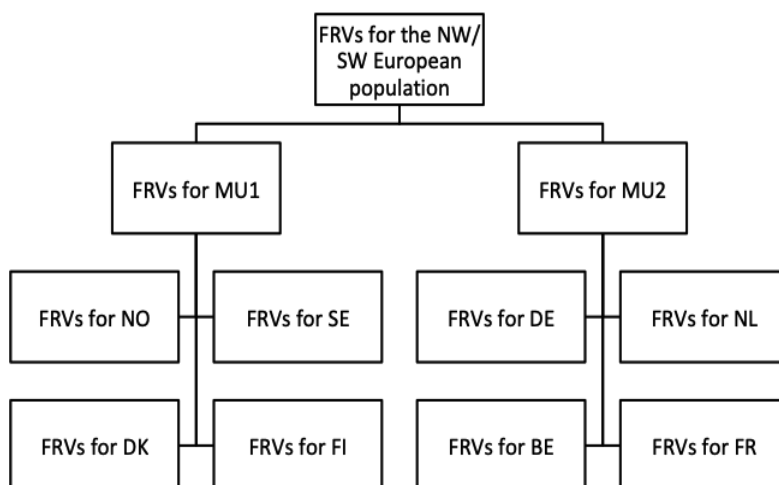 FRVs for the NW/
SW European
population
FRVs for MU1
FRVs for MU2
FRVs for NO
FRVs for SE
FRVs for DE
FRVs for NL
FRVs for DK
FRVs for FI
FRVs for BE
FRVs for FR